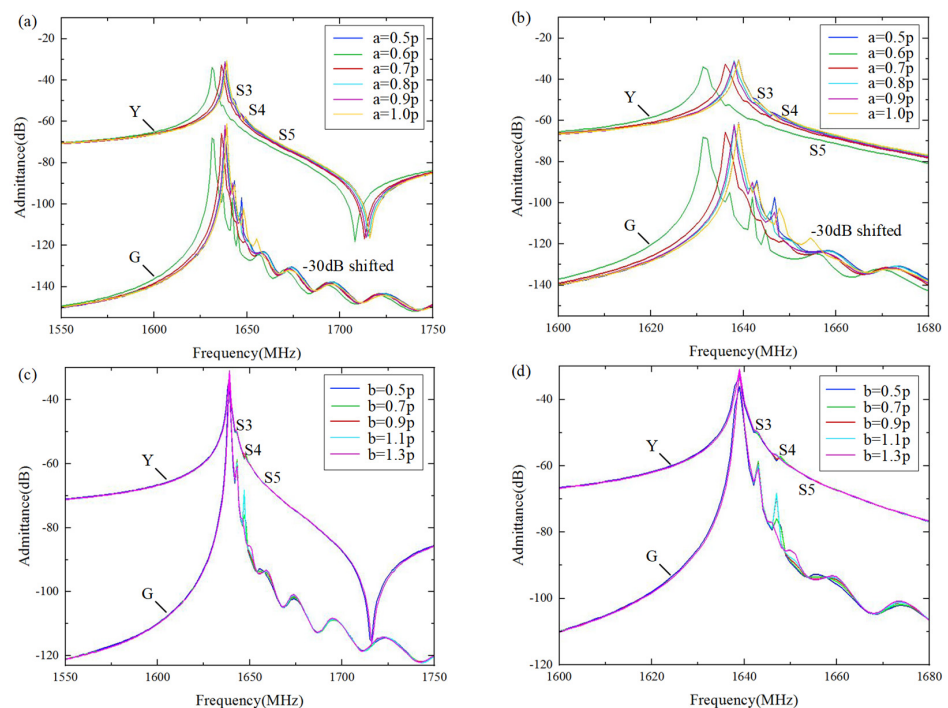 (a)
Admittance(dB)
-20
-40
-60
-80
-100
-120
-140
a=0.5p
a=0.6p
a=0.7p
a=0.8p
a=0.9p
a=1.0p
Y
S3
S4
S5
G
-30dB shifted
1550
1600
1650
1700
1750
Frequency(MHz)
(b)
Admittance(dB)
-20
-40
-60
-80
-100
-120
-140
a=0.5p
a=0.6p
a=0.7p
a=0.8p
a=0.9p
a=1.0p
Y
S3
S4
S5
G
-30dB shifted
1600
1620
1640
1660
1680
Frequency(MHz)
(c)
Admittance(dB)
-40
-60
-80
-100
-120
b=0.5p
b=0.7p
b=0.9p
b=1.1p
b=1.3p
Y
S3
S4
S5
G
1550
1600
1650
1700
1750
Frequency(MHz)
(d)
Admittance(dB)
-40
-60
-80
-100
-120
b=0.5p
b=0.7p
b=0.9p
b=1.1p
b=1.3p
Y
S3
S4
S5
G
1600
1620
1640
1660
1680
Frequency(MHz)